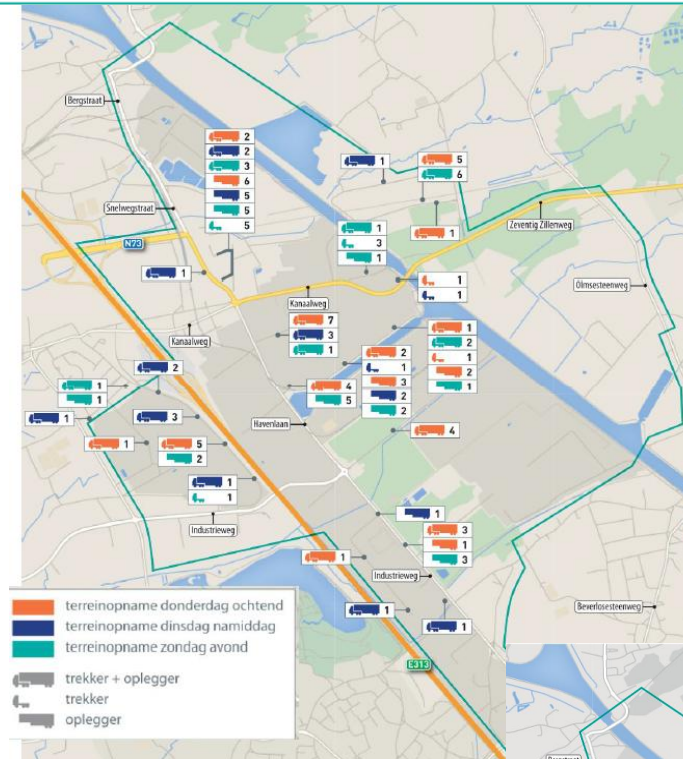 Bergstraat
2
2
3
6
5
5
5
1
5
6
1
Snelwegstraat
Zeventig Zillenweg
N73
1
3
1
Olmsesteenweg
1
1
1
Kanaalweg
7
3
1
Kanaalweg
1
2
1
2
1
2
1
3
2
2
2
4
5
1
1
1
3
Havenlaan
4
1
5
2
1
1
Industrieweg
1
3
1
3
1
Industrieweg
Beverlosesteenweg
1
1
E313
terreinopname donderdag ochtend
terreinopname dinsdag namiddag
terreinopname zondag avond
trekker + oplegger
trekker
oplegger